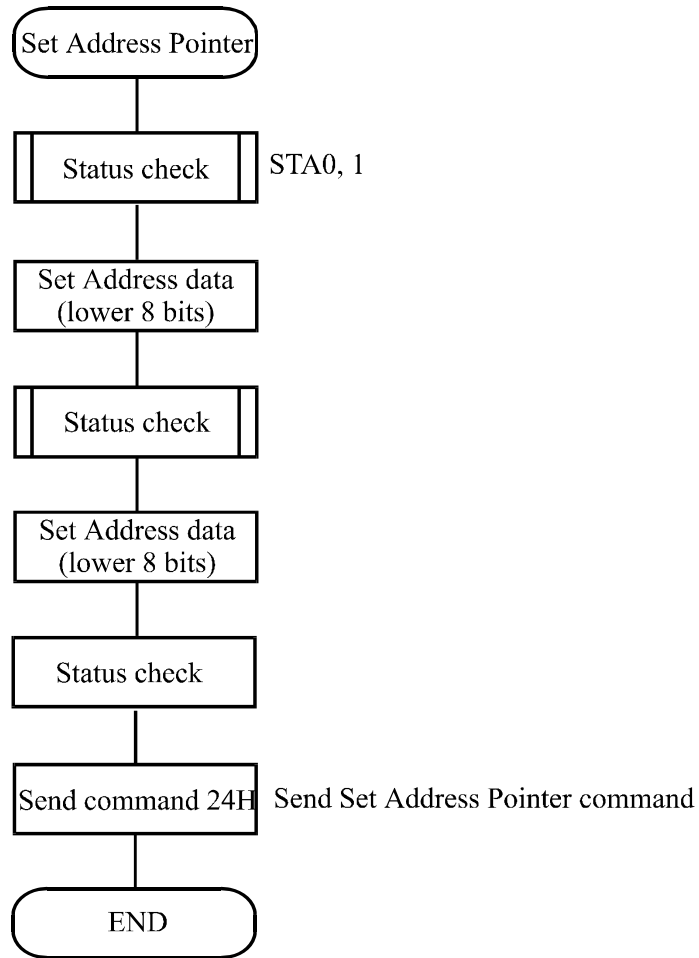 Set Address Pointer
Status check
STA0, 1
Set Address data
(lower 8 bits)
Status check
Set Address data
(lower 8 bits)
Status check
Send command 24H
Send Set Address Pointer command
END